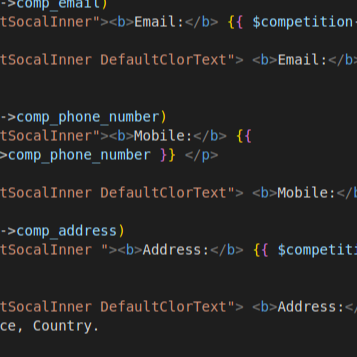 ->comp_email)
tSocalInner"><b>Email:</b> {{ $competition
tSocalInner DefaultClorText"> <b>Email:</b
->comp_phone_number)
tSocalInner"><b>Mobile:</b> {{
>comp_phone_number }} </p>
tSocalInner DefaultClorText"> <b>Mobile:</
->comp_address)
tSocalInner "><b>Address:</b> {{ $competit
tSocalInner DefaultClorText"> <b>Address:<
ce, Country.